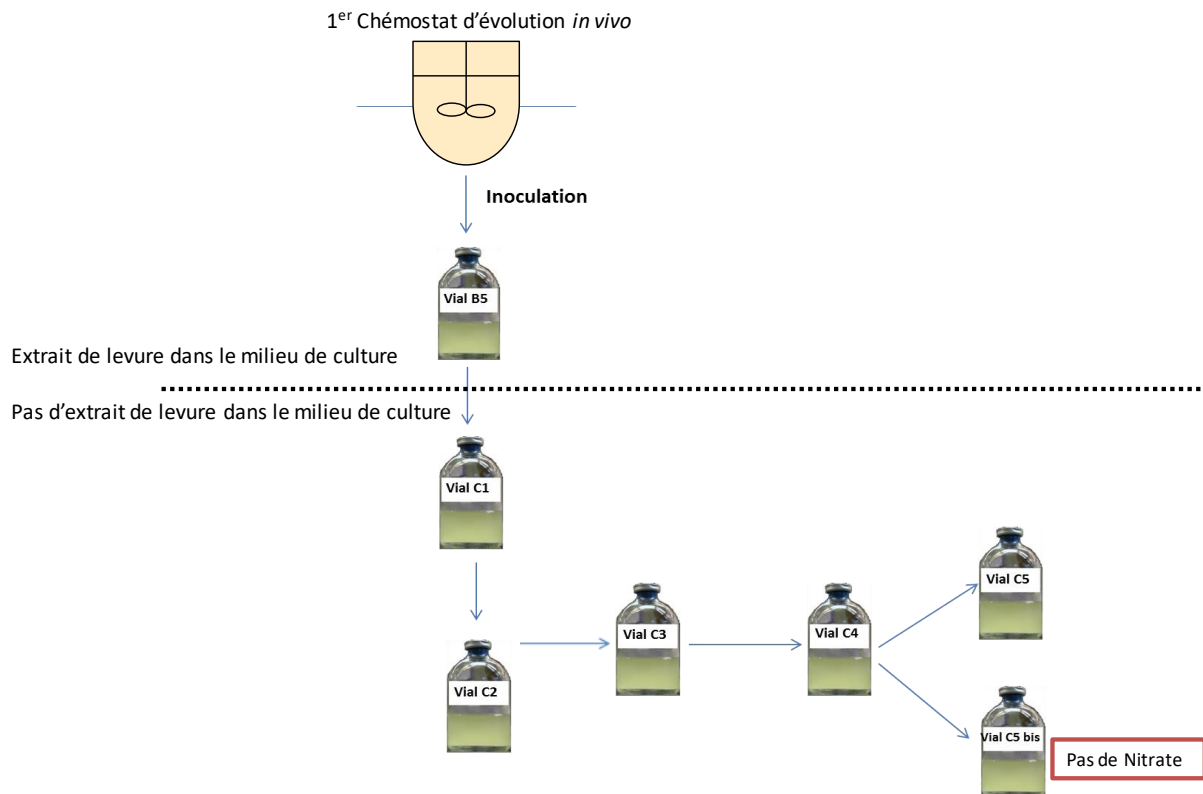 1er Chémostat d’évolution in vivo
Inoculation
Vial B5
Extrait de levure dans le milieu de culture
Pas d’extrait de levure dans le milieu de culture
Vial C1
Vial C5
Vial C3
Vial C4
Vial C2
Vial C5 bis
Pas de Nitrate